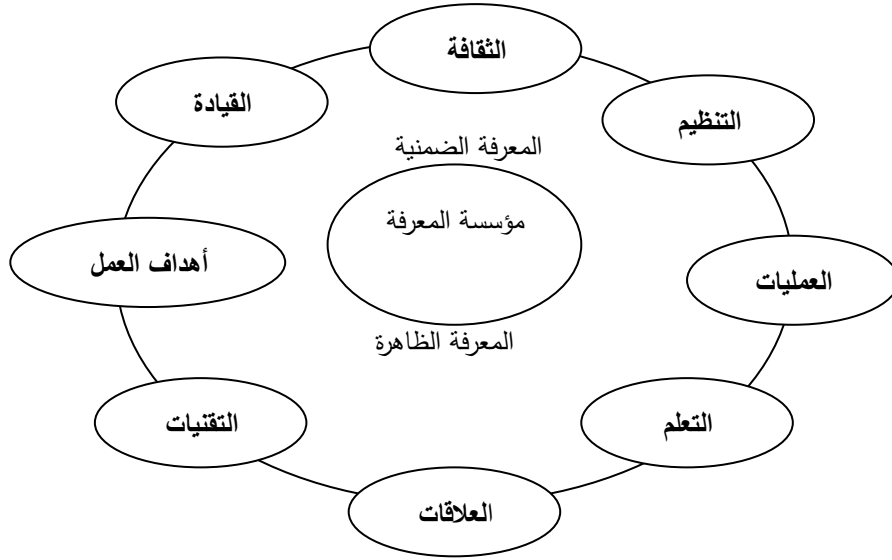 الثقافة
القيادة
التنظيم
المعرفة الضمنية
مؤسسة المعرفة
أهداف العمل
العمليات
المعرفة الظاهرة
التقنيات
التعلم
العلاقات